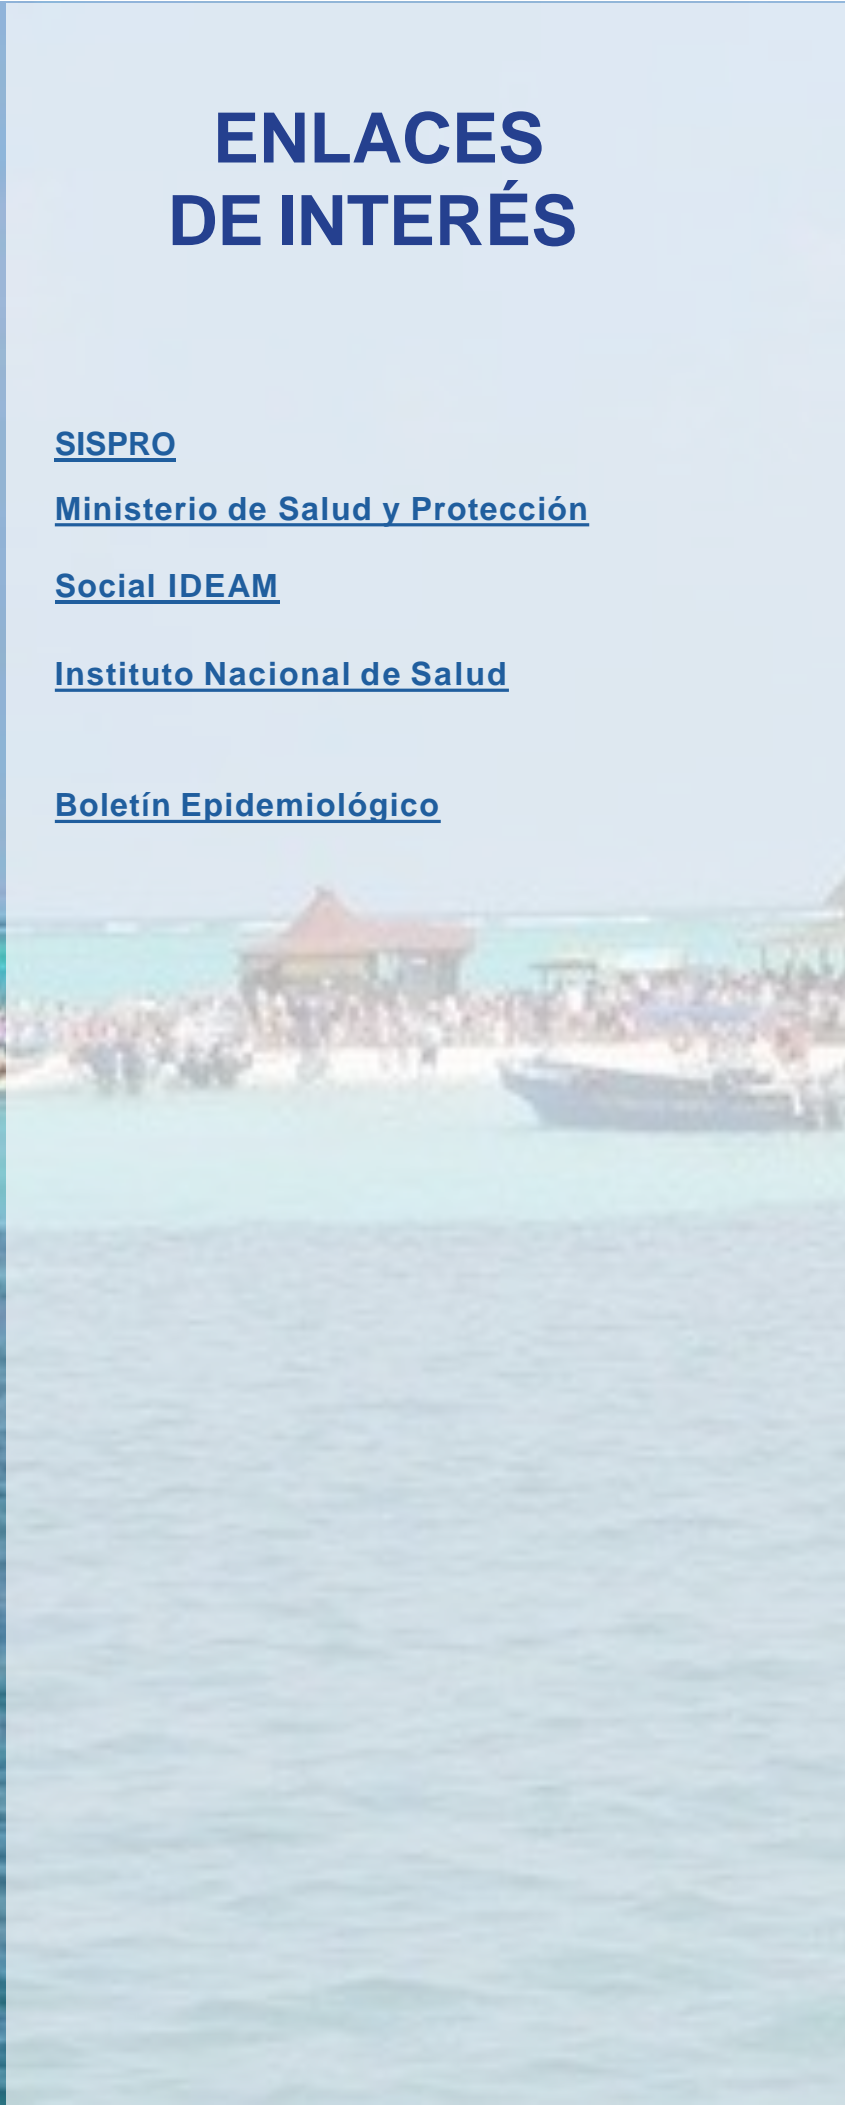 ENLACES
DE INTERÉS
SISPRO
Ministerio de Salud y Protección
Social IDEAM
Instituto Nacional de Salud
Boletín Epidemiológico